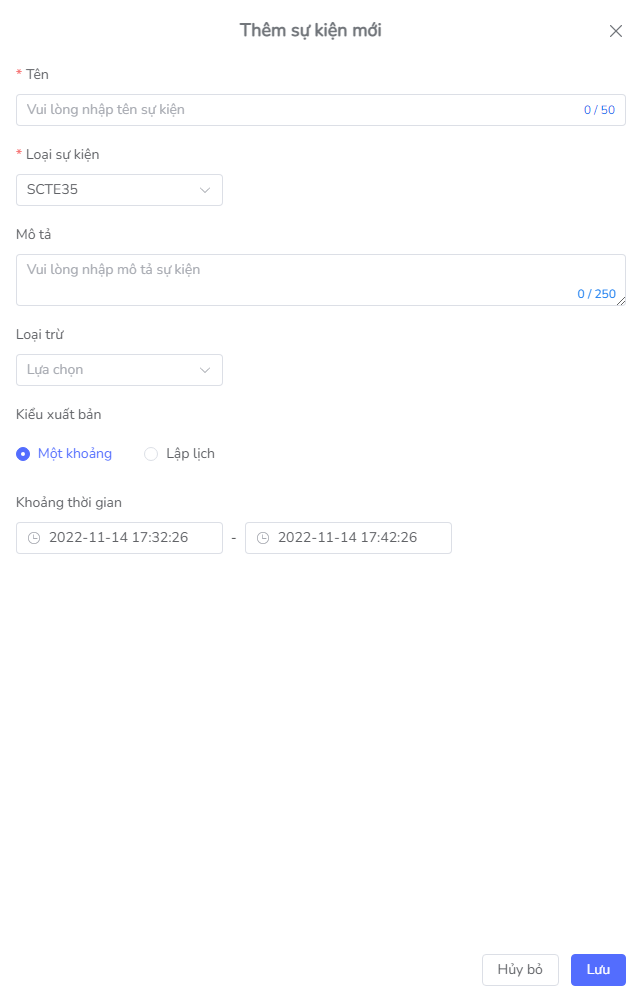 Thêm sự kiện mới
* Tên
Vui lòng nhập tên sự kiện 0 / 50
* Loại sự kiện
SCTE35
Mô tả
Vui lòng nhập mô tả sự kiện
0 / 250
Loại trừ
Lựa chọn
Kiểu xuất bản
Một khoảng Lập lịch
Khoảng thời gian
2022-11-14 17:32:26 - 2022-11-14 17:42:26
Hủy bỏ Lưu